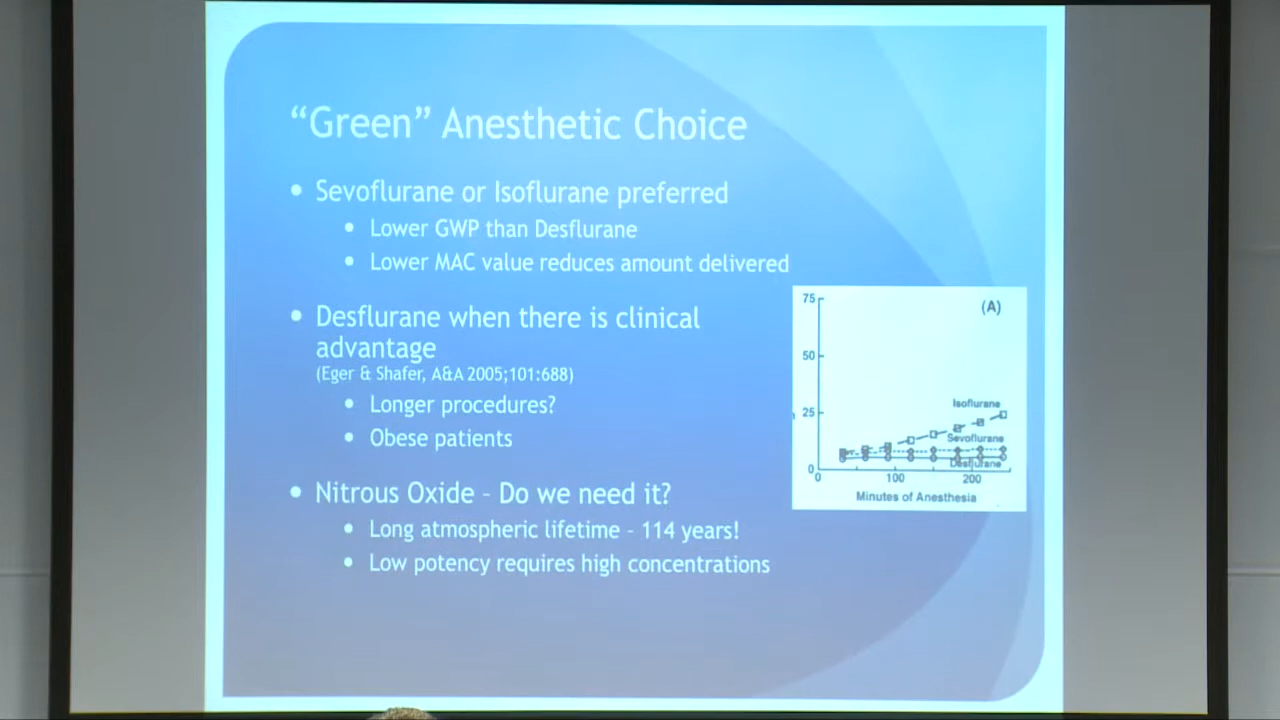 “Green” Anesthetic Choice
• Sevoflurane or Isoflurane preferred
• Lower GWP than Desflurane
• Lower MAC value reduces amount delivered
• Desflurane when there is clinical
advantage
(Eger & Shafer, A&A 2005;101:688)
• Longer procedures?
• Obese patients
• Nitrous Oxide – Do we need it?
• Long atmospheric lifetime – 114 years!
• Low potency requires high concentrations
(A)
75
50
25
0
Isoflurane
Sevoflurane
Desflurane
0 100 200
Minutes of Anesthesia